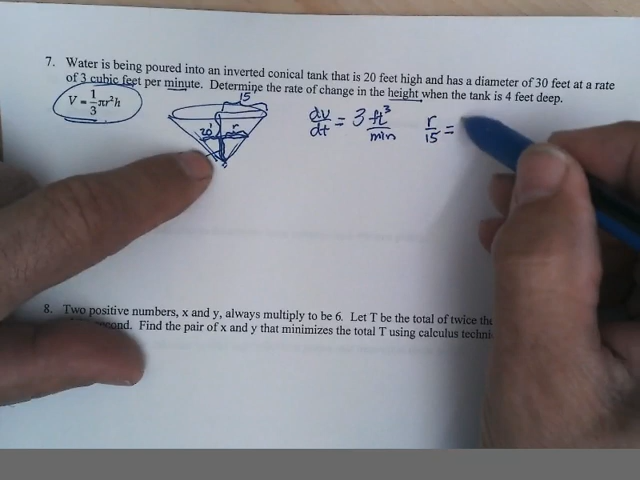 7. Water is being poured into an inverted conical tank that is 20 feet high and has a diameter of 30 feet at a rate
of 3 cubic feet per minute. Determine the rate of change in the height when the tank is 4 feet deep.
V = 1/3 πr²h
15
20'
r
dv/dt = 3 ft³/min
r/15 =
8. Two positive numbers, x and y, always multiply to be 6. Let T be the total of twice the
Find the pair of x and y that minimizes the total T using calculus